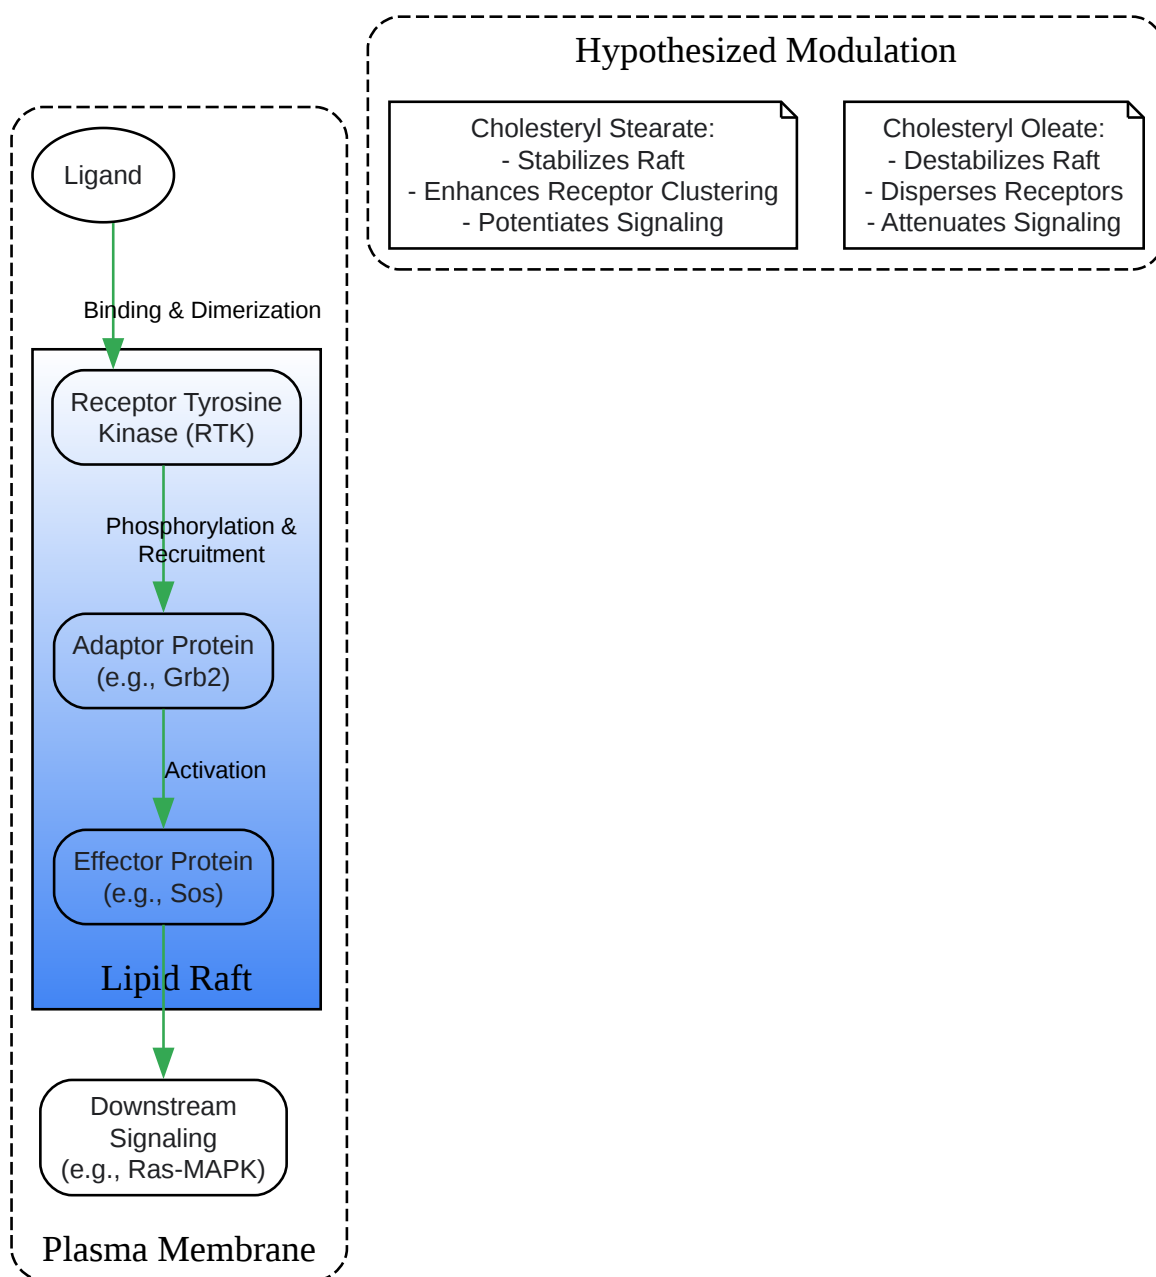 Hypothesized Modulation
Cholesteryl Stearate:
- Stabilizes Raft
- Enhances Receptor Clustering
- Potentiates Signaling
Cholesteryl Oleate:
- Destabilizes Raft
- Disperses Receptors
- Attenuates Signaling
Ligand
Binding & Dimerization
Receptor Tyrosine
Kinase (RTK)
Phosphorylation &
Recruitment
Adaptor Protein
(e.g., Grb2)
Activation
Effector Protein
(e.g., Sos)
Lipid Raft
Downstream
Signaling
(e.g., Ras-MAPK)
Plasma Membrane